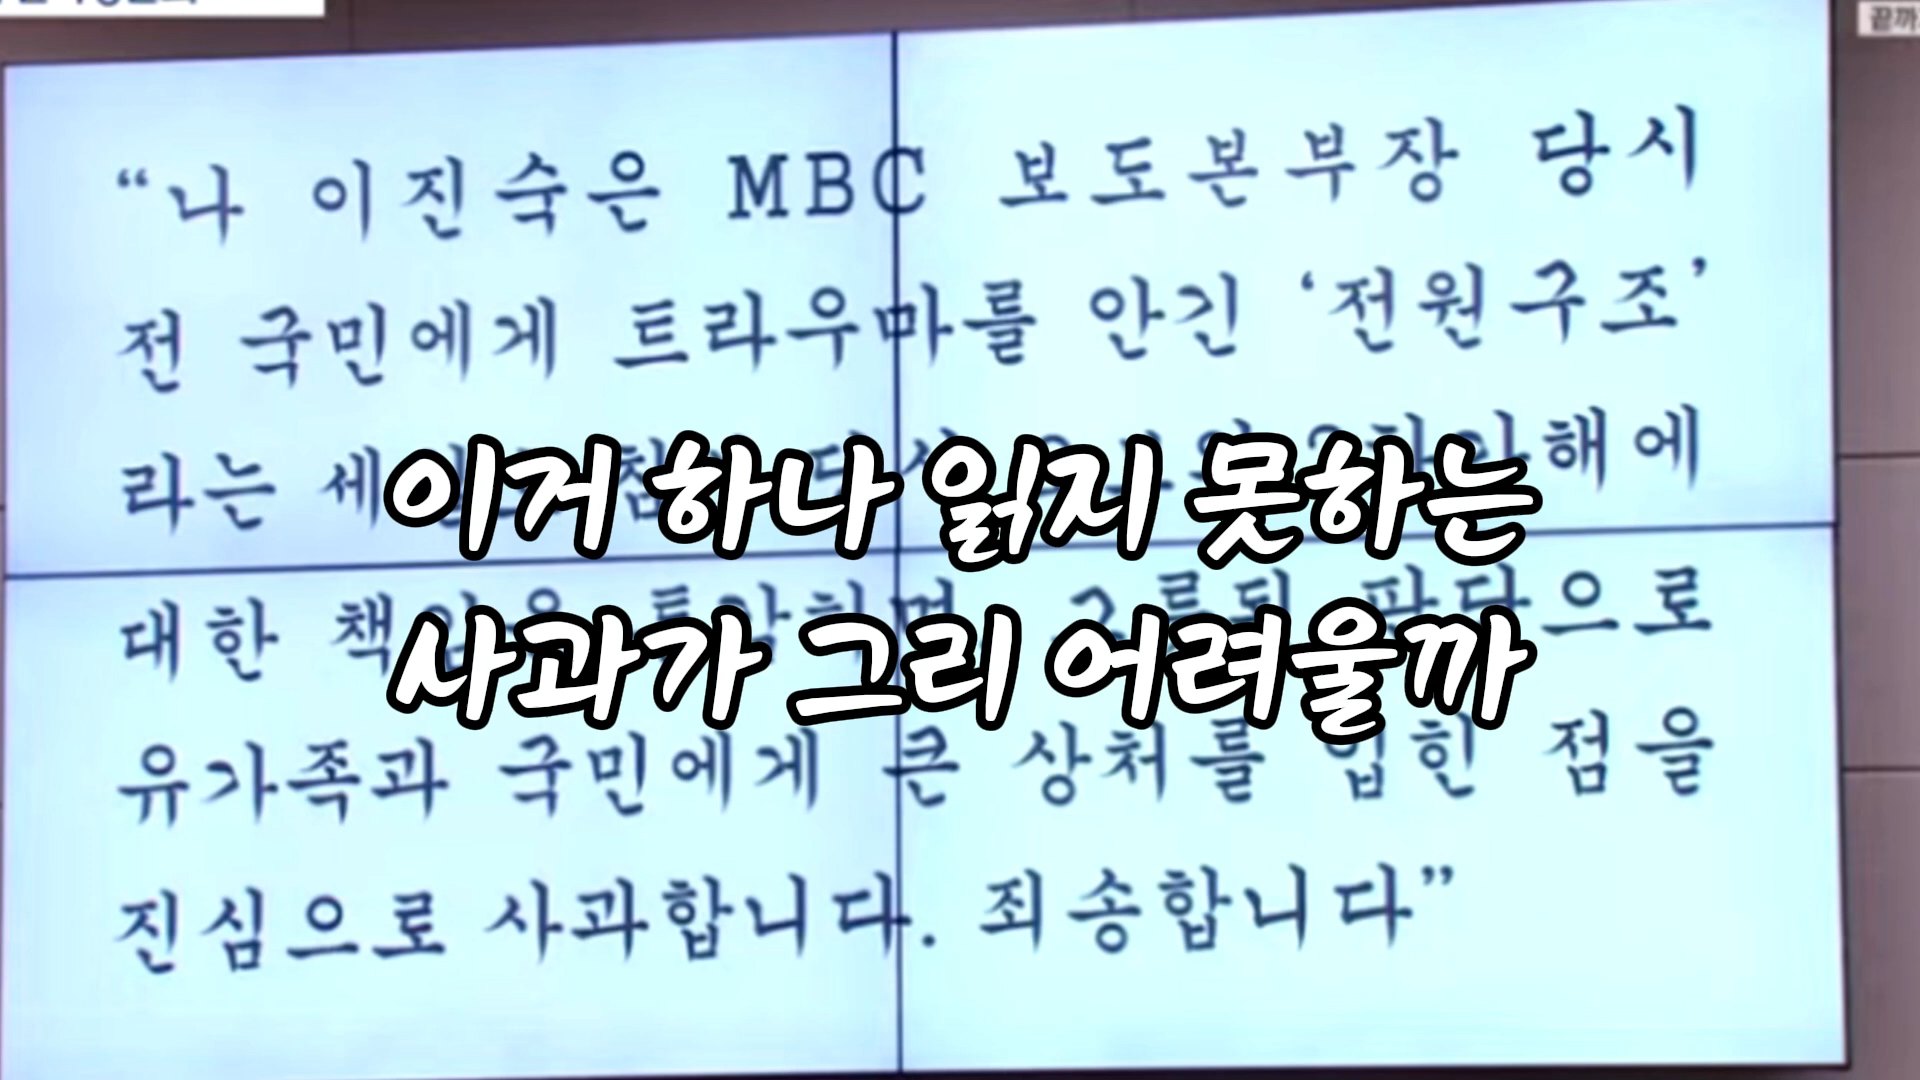 끝까
“나 이진숙은 MBC 보도본부장 당시
전 국민에게 트라우마를 안긴 ‘전원구조’
라는 해에
이거 하나 읽지 못하는
대한 판단으로
사과가 그리 어려울까
유가족과 국민에게 큰 상처를 입힌 점을
진심으로 사과합니다. 죄송합니다”